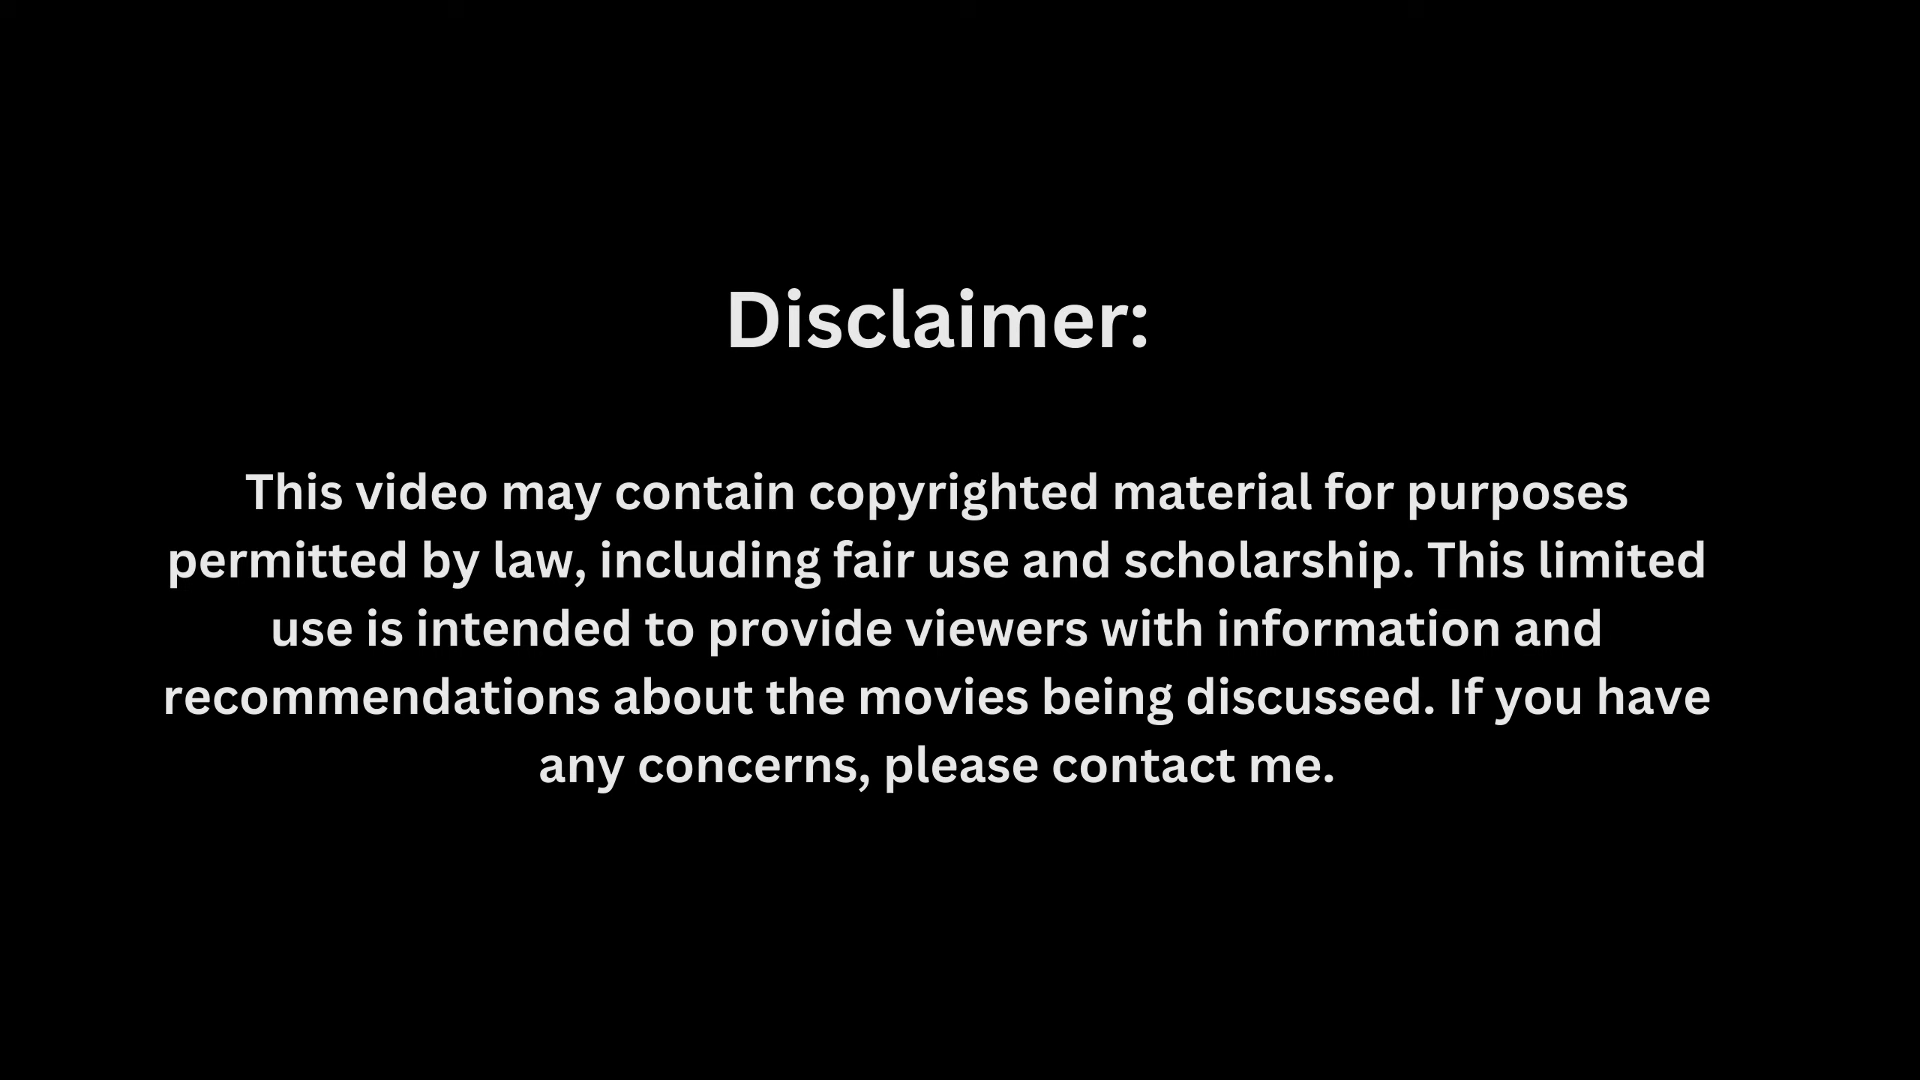 Disclaimer:
This video may contain copyrighted material for purposes
permitted by law, including fair use and scholarship. This limited
use is intended to provide viewers with information and
recommendations about the movies being discussed. If you have
any concerns, please contact me.